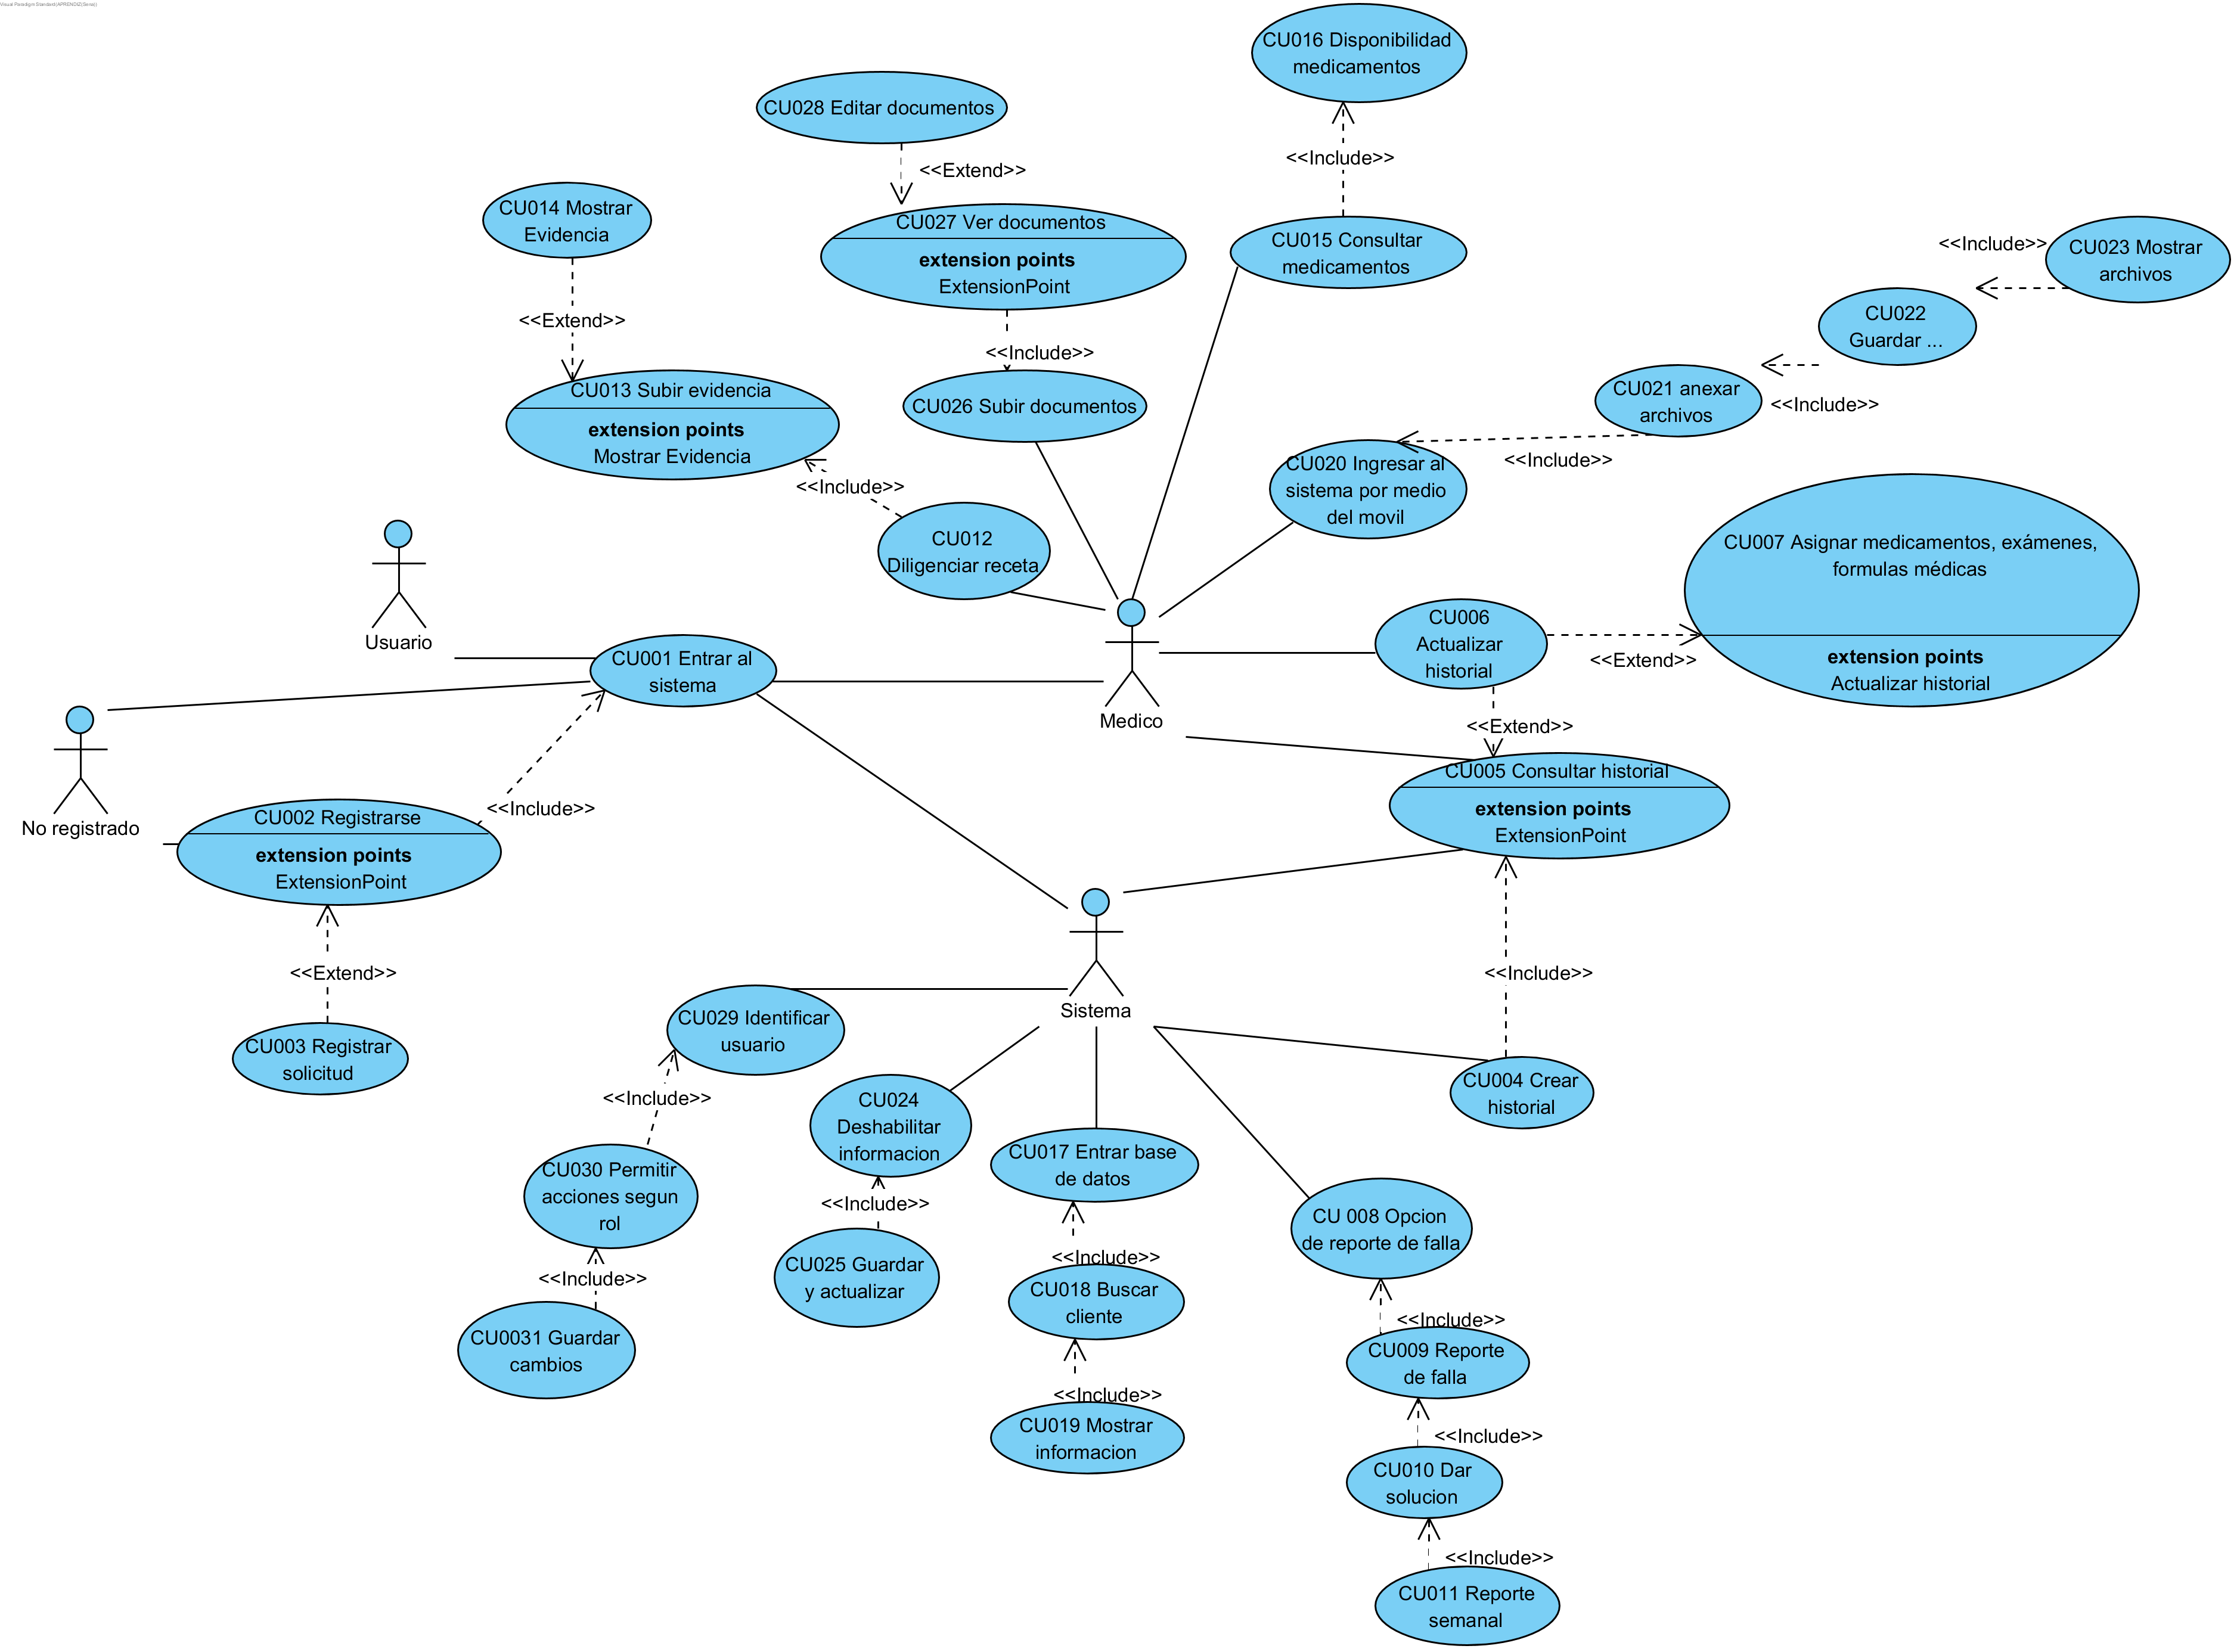 Visual Paradigm Standard(APRENDIZ(Sena))
CU016 Disponibilidad
medicamentos
CU028 Editar documentos
<<Extend>>
<<Include>>
CU014 Mostrar
Evidencia
CU027 Ver documentos
extension points
ExtensionPoint
CU015 Consultar
medicamentos
<<Include>>
CU023 Mostrar
archivos
CU022
Guardar ...
<<Extend>>
<<Include>>
CU013 Subir evidencia
extension points
Mostrar Evidencia
CU026 Subir documentos
CU021 anexar
archivos
<<Include>>
<<Include>>
CU020 Ingresar al
sistema por medio
del movil
<<Include>>
CU012
Diligenciar receta
CU007 Asignar medicamentos, exámenes,
formulas médicas
extension points
Actualizar historial
Usuario
CU001 Entrar al
sistema
Medico
CU006
Actualizar
historial
<<Extend>>
<<Extend>>
CU005 Consultar historial
extension points
ExtensionPoint
No registrado
<<Include>>
CU002 Registrarse
extension points
ExtensionPoint
<<Extend>>
<<Include>>
Sistema
CU003 Registrar
solicitud
CU029 Identificar
usuario
<<Include>>
CU024
Deshabilitar
informacion
CU004 Crear
historial
CU017 Entrar base
de datos
CU030 Permitir
acciones segun
rol
<<Include>>
CU 008 Opcion
de reporte de falla
<<Include>>
<<Include>>
CU025 Guardar
y actualizar
CU018 Buscar
cliente
<<Include>>
CU0031 Guardar
cambios
CU009 Reporte
de falla
<<Include>>
CU019 Mostrar
informacion
<<Include>>
CU010 Dar
solucion
<<Include>>
CU011 Reporte
semanal